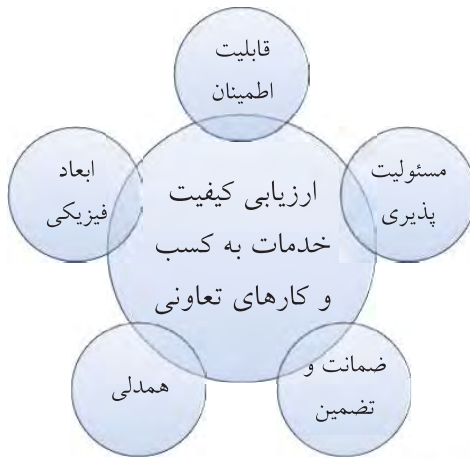 قابلیت
اطمینان
مسئولیت
پذیری
ابعاد
فیزیکی
ارزیابی کیفیت
خدمات به کسب
و کارهای تعاونی
ضمانت و
تضمین
همدلی